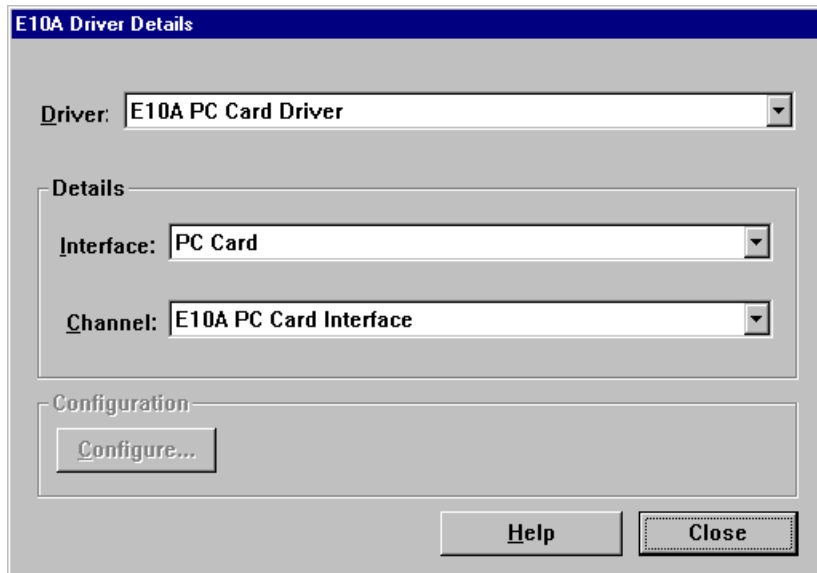 E10A Driver Details
Driver: E10A PC Card Driver
Details
Interface: PC Card
Channel: E10A PC Card Interface
Configuration
Configure...
Help Close